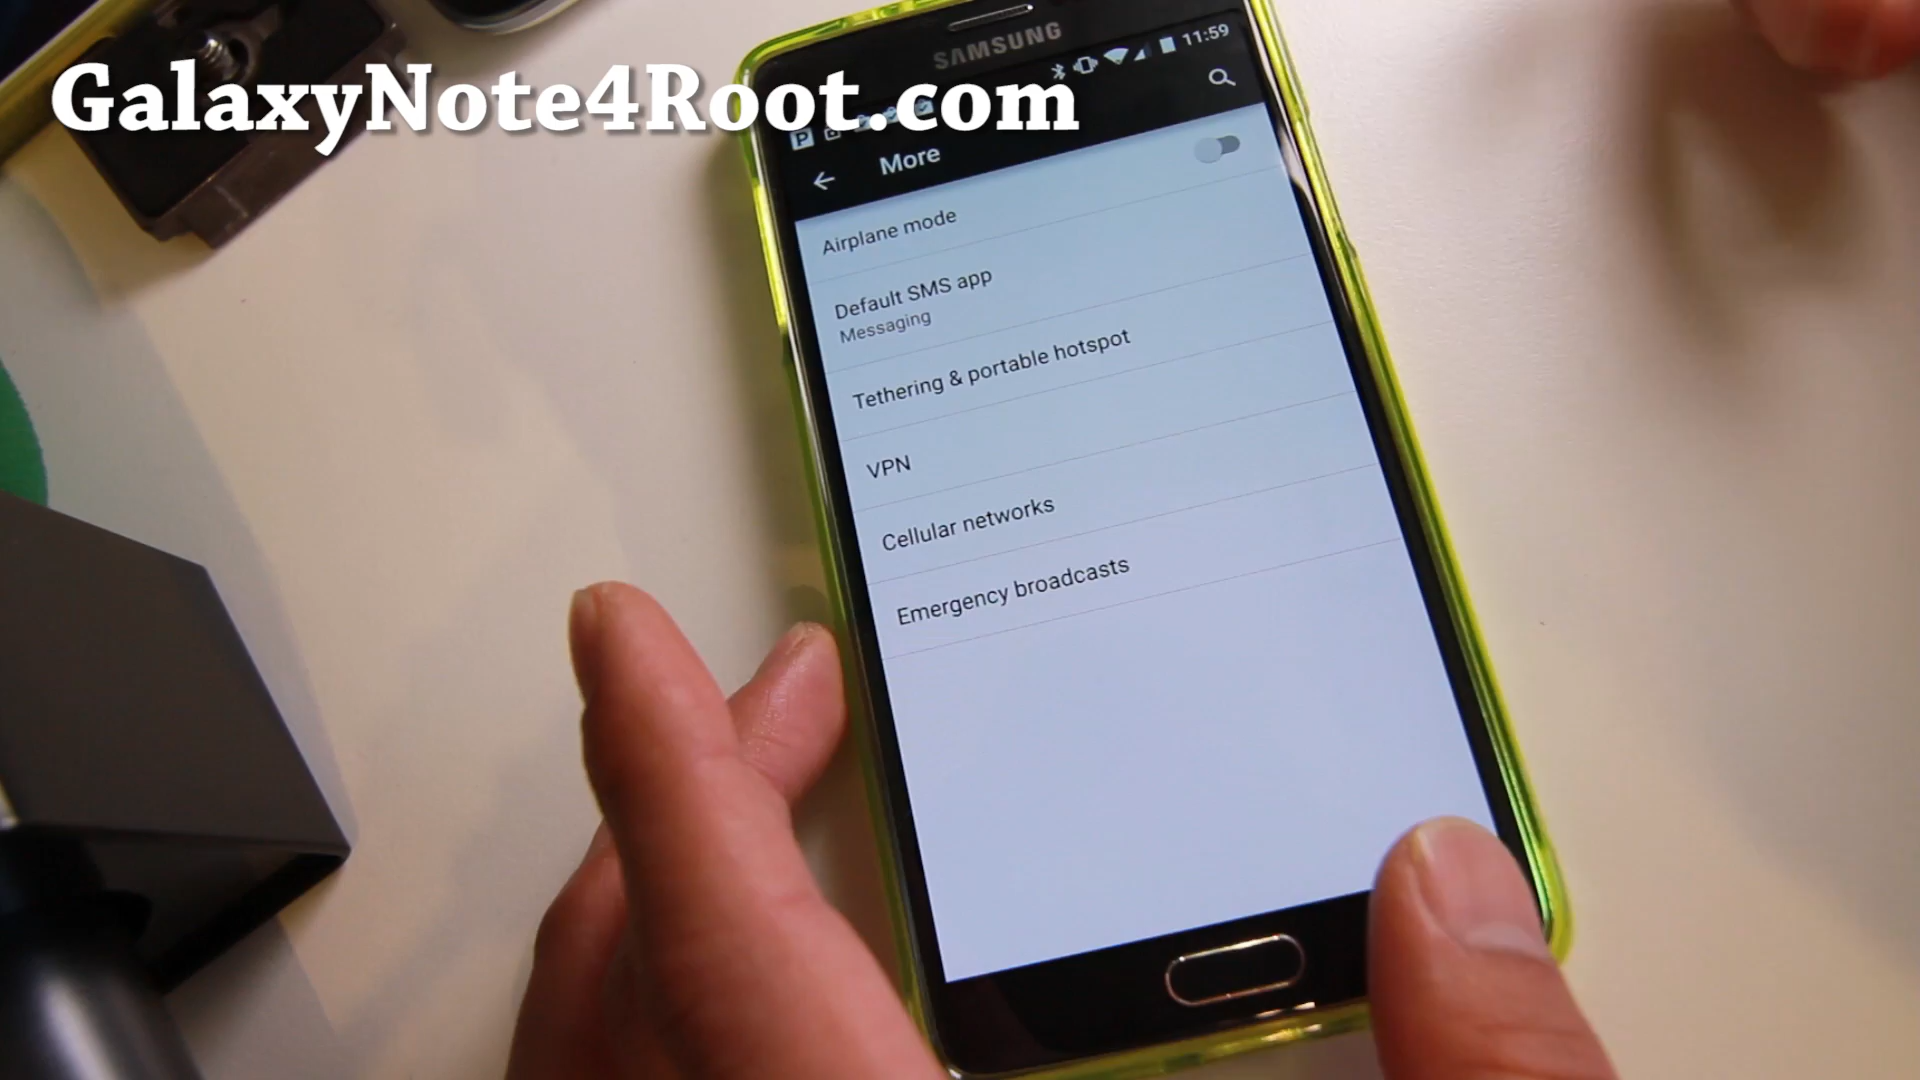 SAMSUNG
11:59
GalaxyNote4Root.com
More
Airplane mode
Default SMS app
Messaging
Tethering & portable hotspot
VPN
Cellular networks
Emergency broadcasts